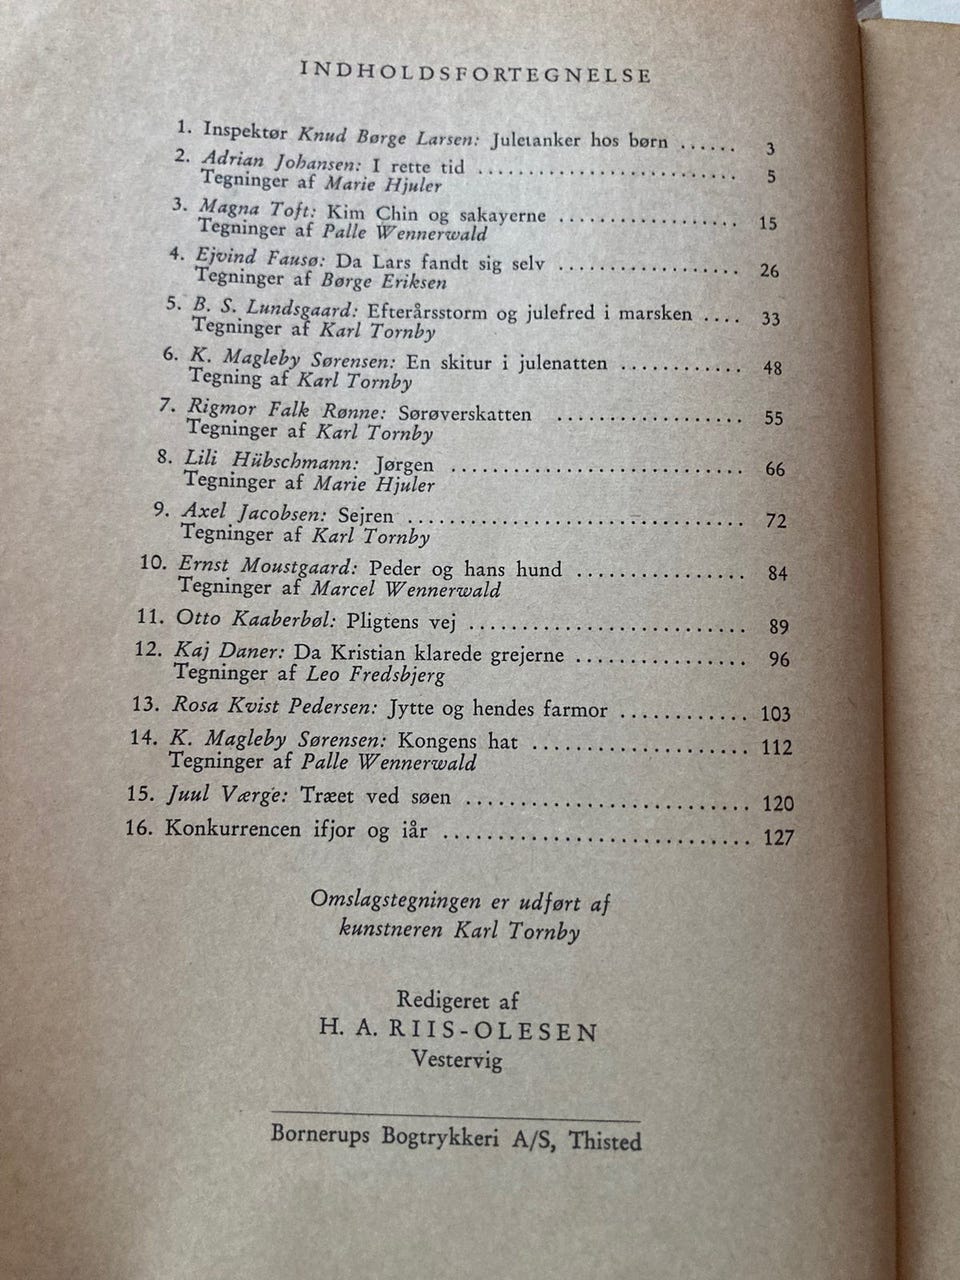 INDHOLDSFORTEGNELSE
1. Inspektør Knud Børge Larsen: Juletanker hos børn ...... 3
2. Adrian Johansen: I rette tid .......................... 5
Tegninger af Marie Hjuler
3. Magna Toft: Kim Chin og sakayerne .................. 15
Tegninger af Palle Wennerwald
4. Ejvind Fausø: Da Lars fandt sig selv .................. 26
Tegninger af Børge Eriksen
5. B. S. Lundsgaard: Efterårsstorm og julefred i marsken .... 33
Tegninger af Karl Tornby
6. K. Magleby Sørensen: En skitur i julenatten ............ 48
Tegning af Karl Tornby
7. Rigmor Falk Rønne: Sørøverskatten .................. 55
Tegninger af Karl Tornby
8. Lili Hübschmann: Jørgen ............................ 66
Tegninger af Marie Hjuler
9. Axel Jacobsen: Sejren ................................ 72
Tegninger af Karl Tornby
10. Ernst Moustgaard: Peder og hans hund ................ 84
Tegninger af Marcel Wennerwald
11. Otto Kaaberbøl: Pligtens vej .......................... 89
12. Kaj Daner: Da Kristian klarede grejerne ................ 96
Tegninger af Leo Fredsbjerg
13. Rosa Kvist Pedersen: Jytte og hendes farmor ............ 103
14. K. Magleby Sørensen: Kongens hat .................... 112
Tegninger af Palle Wennerwald
15. Juul Værge: Træet ved søen .......................... 120
16. Konkurrencen ifjor og iår ............................ 127
Omslagstegningen er udført af
kunstneren Karl Tornby
Redigeret af
H. A. RIIS-OLESEN
Vestervig
Bornerups Bogtrykkeri A/S, Thisted